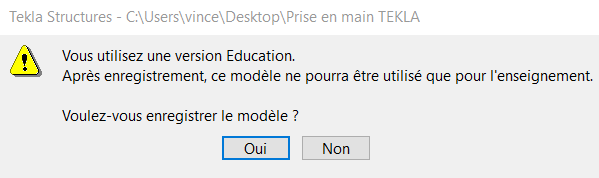 Tekla Structures - C:\Users\vince\Desktop\Prise en main TEKLA
Vous utilisez une version Education.
Après enregistrement, ce modèle ne pourra être utilisé que pour l'enseignement.
Voulez-vous enregistrer le modèle ?
Oui Non